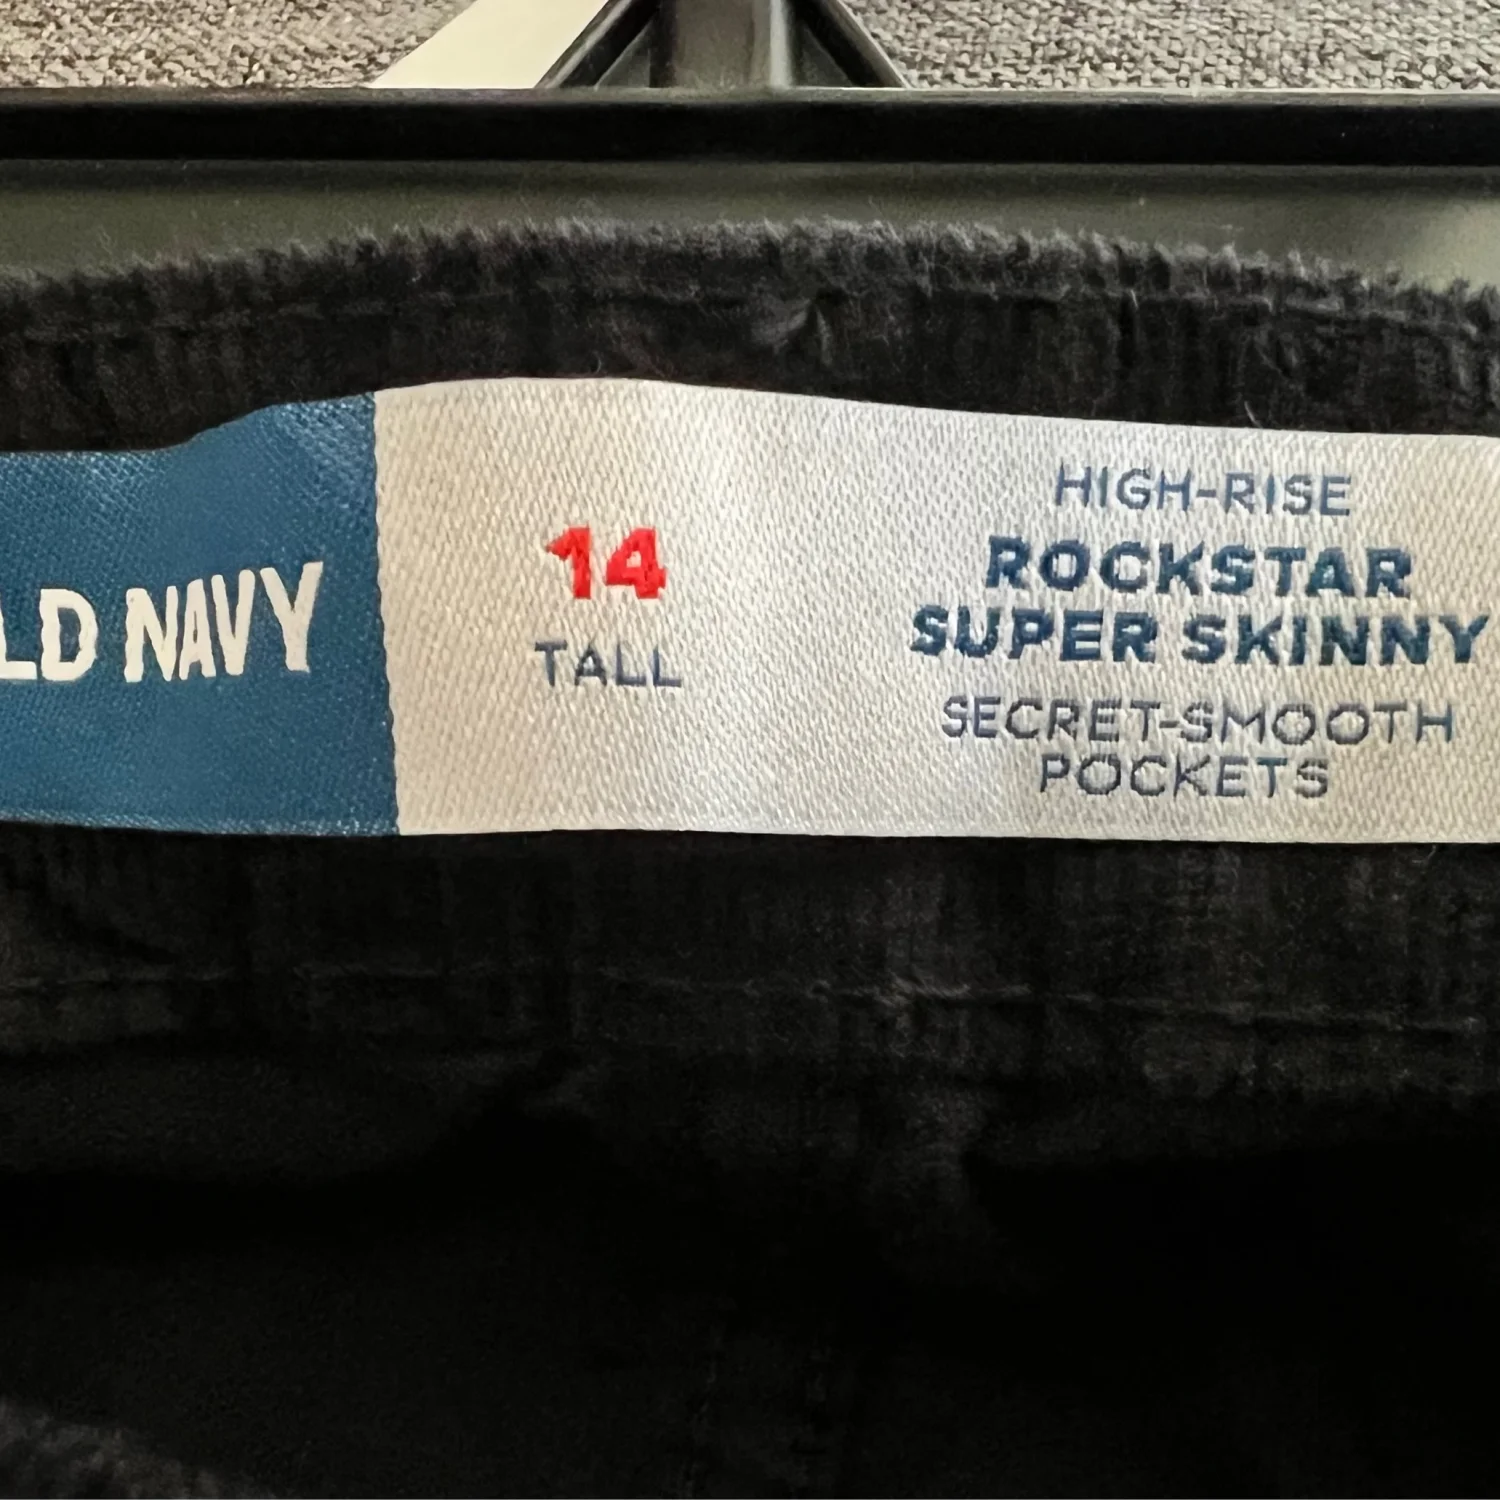 LD NAVY
14
TALL
HIGH-RISE
ROCKSTAR
SUPER SKINNY
SECRET-SMOOTH
POCKETS